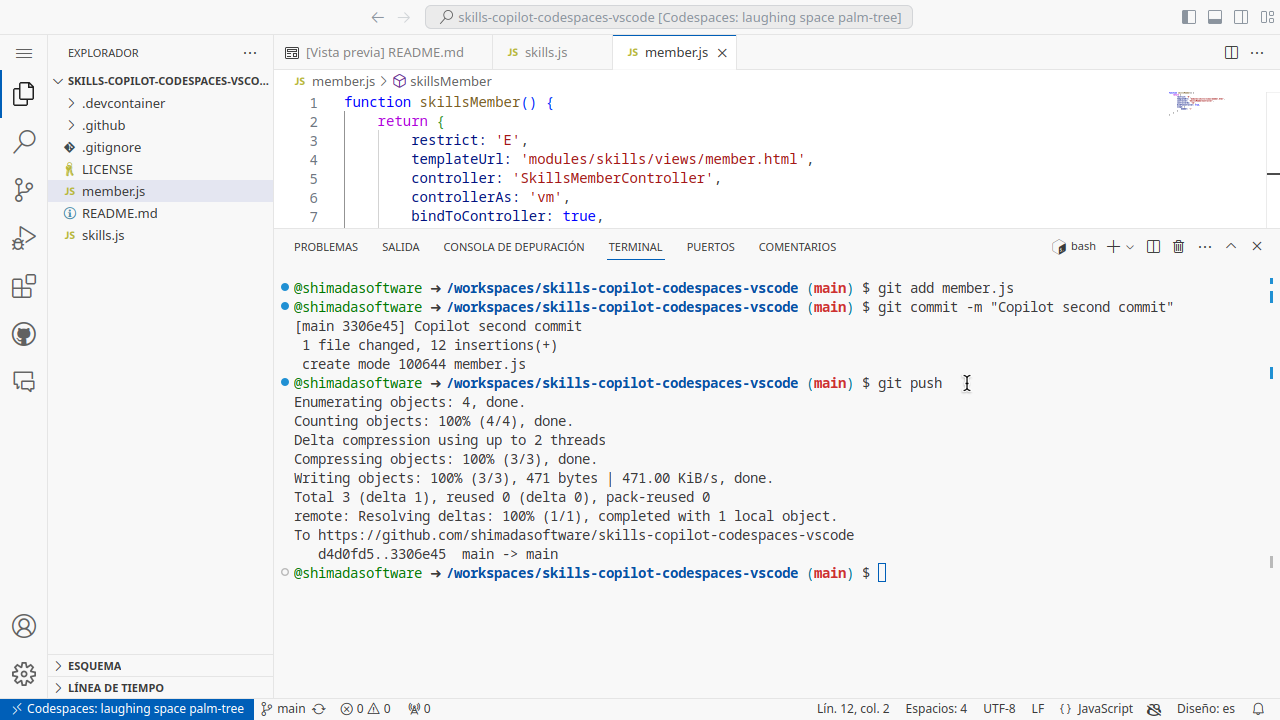 skills-copilot-codespaces-vscode [Codespaces: laughing space palm-tree]
EXPLORADOR
SKILLS-COPILOT-CODESPACES-VSCO...
.devcontainer
.github
.gitignore
LICENSE
JS member.js
README.md
JS skills.js
ESQUEMA
LÍNEA DE TIEMPO
[Vista previa] README.md
JS skills.js
JS member.js
JS member.js > skillsMember
1 function skillsMember() {
2 return {
3 restrict: 'E',
4 templateUrl: 'modules/skills/views/member.html',
5 controller: 'SkillsMemberController',
6 controllerAs: 'vm',
7 bindToController: true,
PROBLEMAS SALIDA CONSOLA DE DEPURACIÓN TERMINAL PUERTOS COMENTARIOS bash
@shimadasoftware ➜ /workspaces/skills-copilot-codespaces-vscode (main) $ git add member.js
@shimadasoftware ➜ /workspaces/skills-copilot-codespaces-vscode (main) $ git commit -m "Copilot second commit"
[main 3306e45] Copilot second commit
1 file changed, 12 insertions(+)
create mode 100644 member.js
@shimadasoftware ➜ /workspaces/skills-copilot-codespaces-vscode (main) $ git push
Enumerating objects: 4, done.
Counting objects: 100% (4/4), done.
Delta compression using up to 2 threads
Compressing objects: 100% (3/3), done.
Writing objects: 100% (3/3), 471 bytes | 471.00 KiB/s, done.
Total 3 (delta 1), reused 0 (delta 0), pack-reused 0
remote: Resolving deltas: 100% (1/1), completed with 1 local object.
To https://github.com/shimadasoftware/skills-copilot-codespaces-vscode
d4d0fd5..3306e45 main -> main
@shimadasoftware ➜ /workspaces/skills-copilot-codespaces-vscode (main) $
Codespaces: laughing space palm-tree main 0 0 0 Lín. 12, col. 2 Espacios: 4 UTF-8 LF { } JavaScript Diseño: es